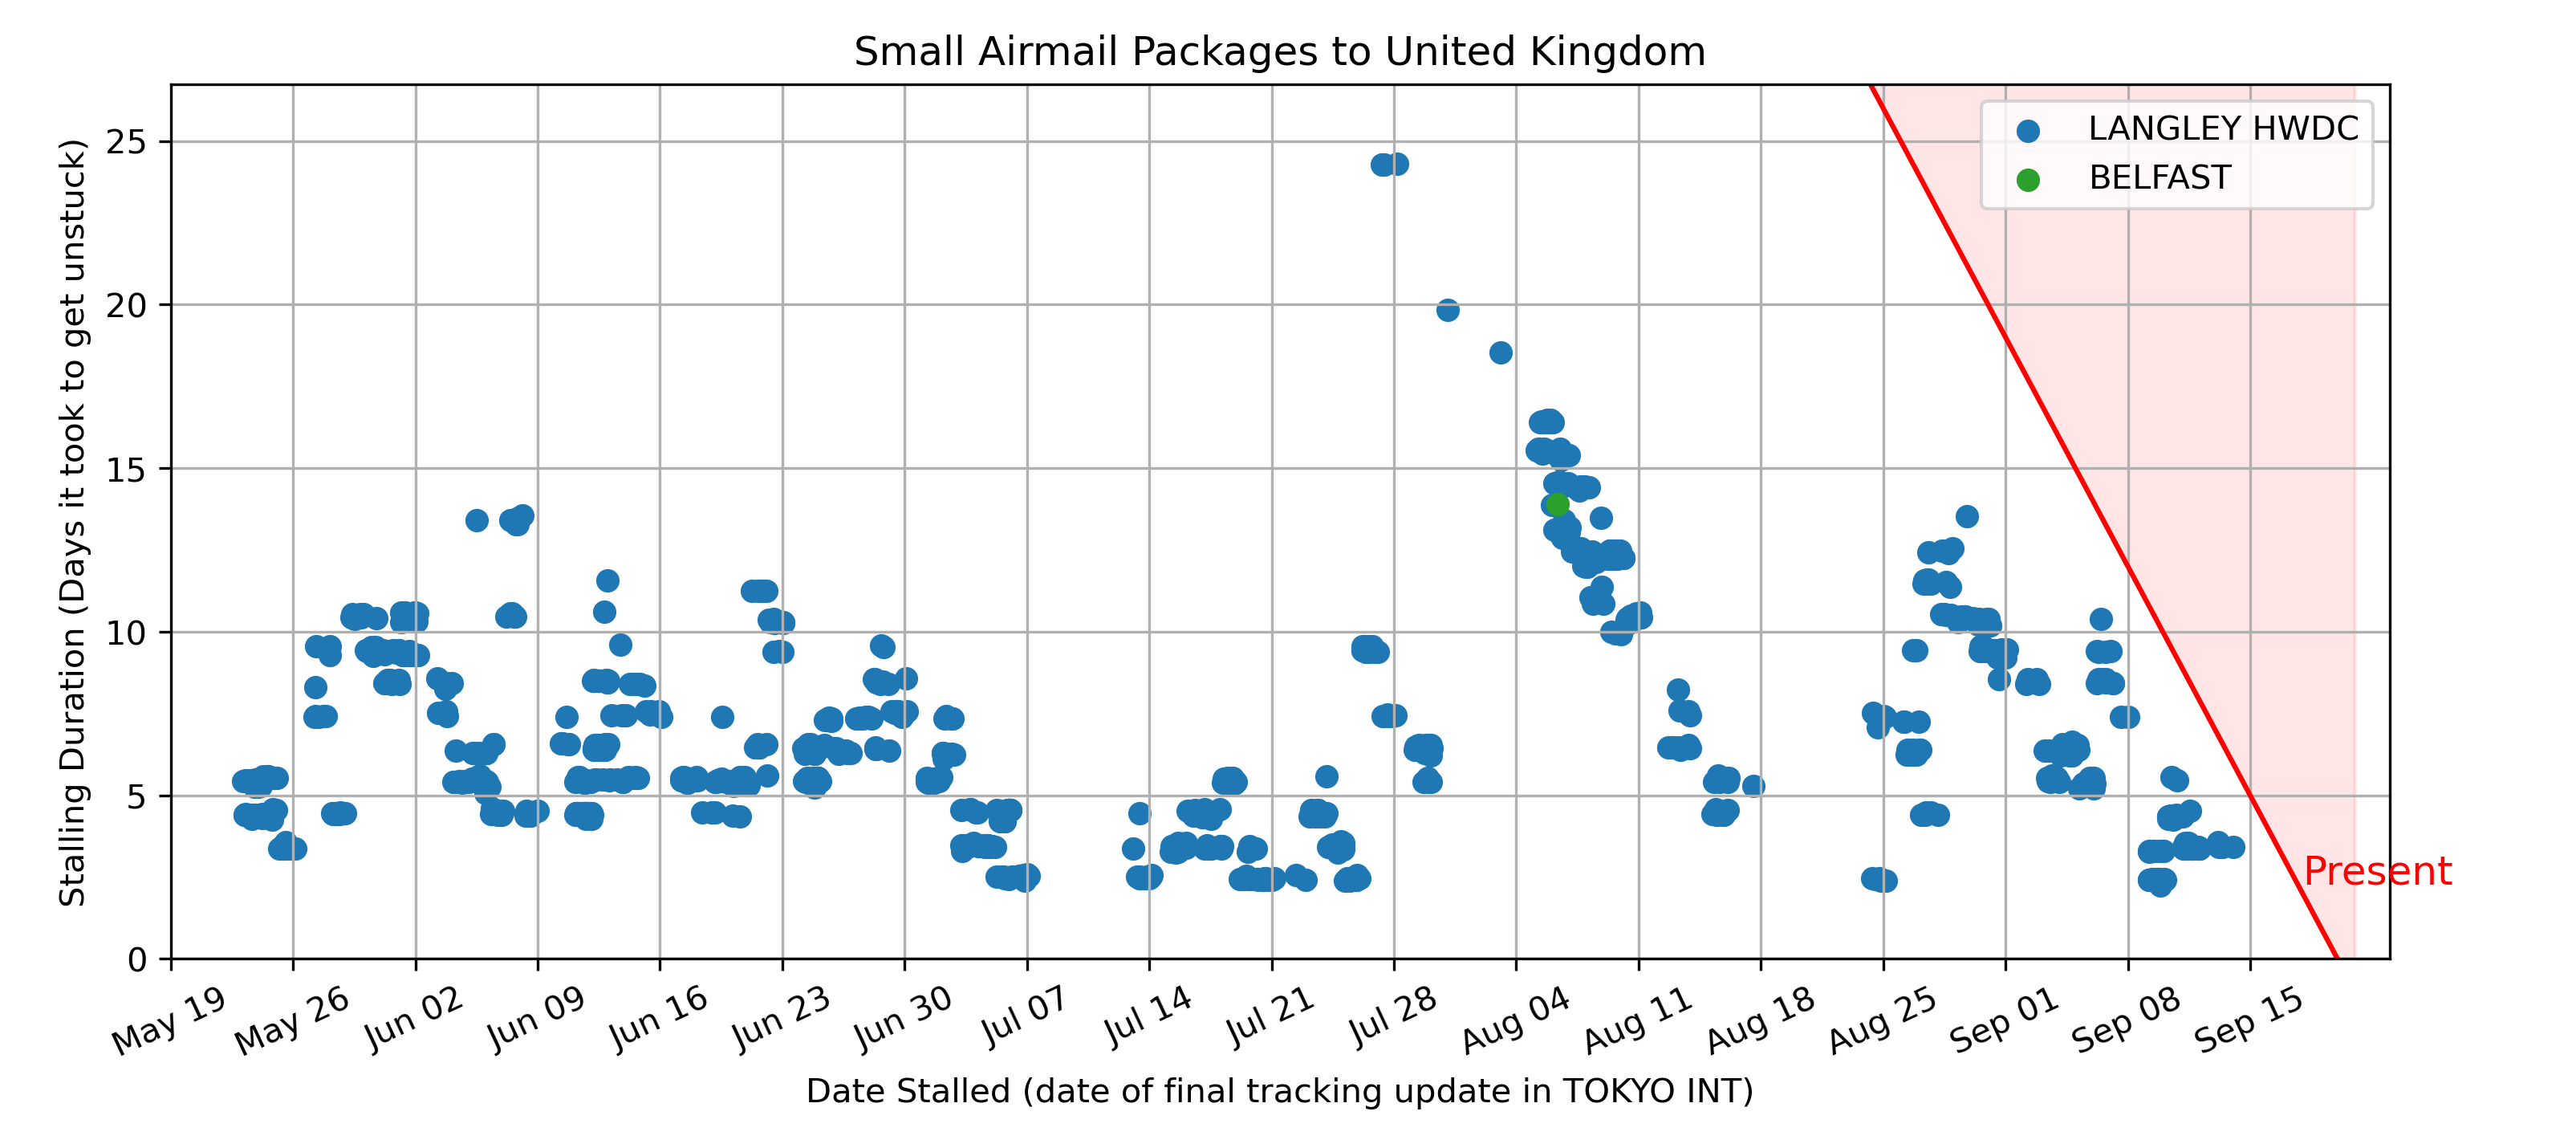 Small Airmail Packages to United Kingdom
Stalling Duration (Days it took to get unstuck)
25
20
15
10
5
0
LANGLEY HWDC
BELFAST
Present
May 19
May 26
Jun 02
Jun 09
Jun 16
Jun 23
Jun 30
Jul 07
Jul 14
Jul 21
Jul 28
Aug 04
Aug 11
Aug 18
Aug 25
Sep 01
Sep 08
Sep 15
Date Stalled (date of final tracking update in TOKYO INT)